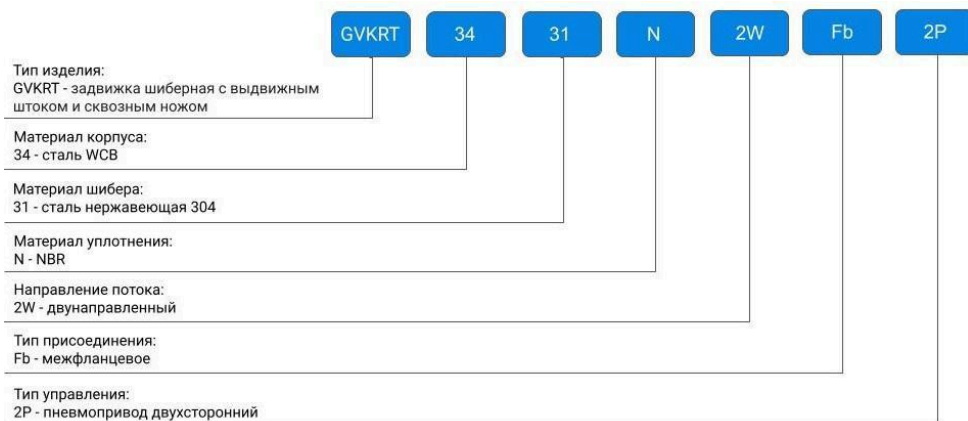 GVKRT 34 31 N 2W Fb 2P
Тип изделия:
GVKRT - задвижка шиберная с выдвижным
штоком и сквозным ножом
Материал корпуса:
34 - сталь WCB
Материал шибера:
31 - сталь нержавеющая 304
Материал уплотнения:
N - NBR
Направление потока:
2W - двунаправленный
Тип присоединения:
Fb - межфланцевое
Тип управления:
2P - пневмопривод двухсторонний